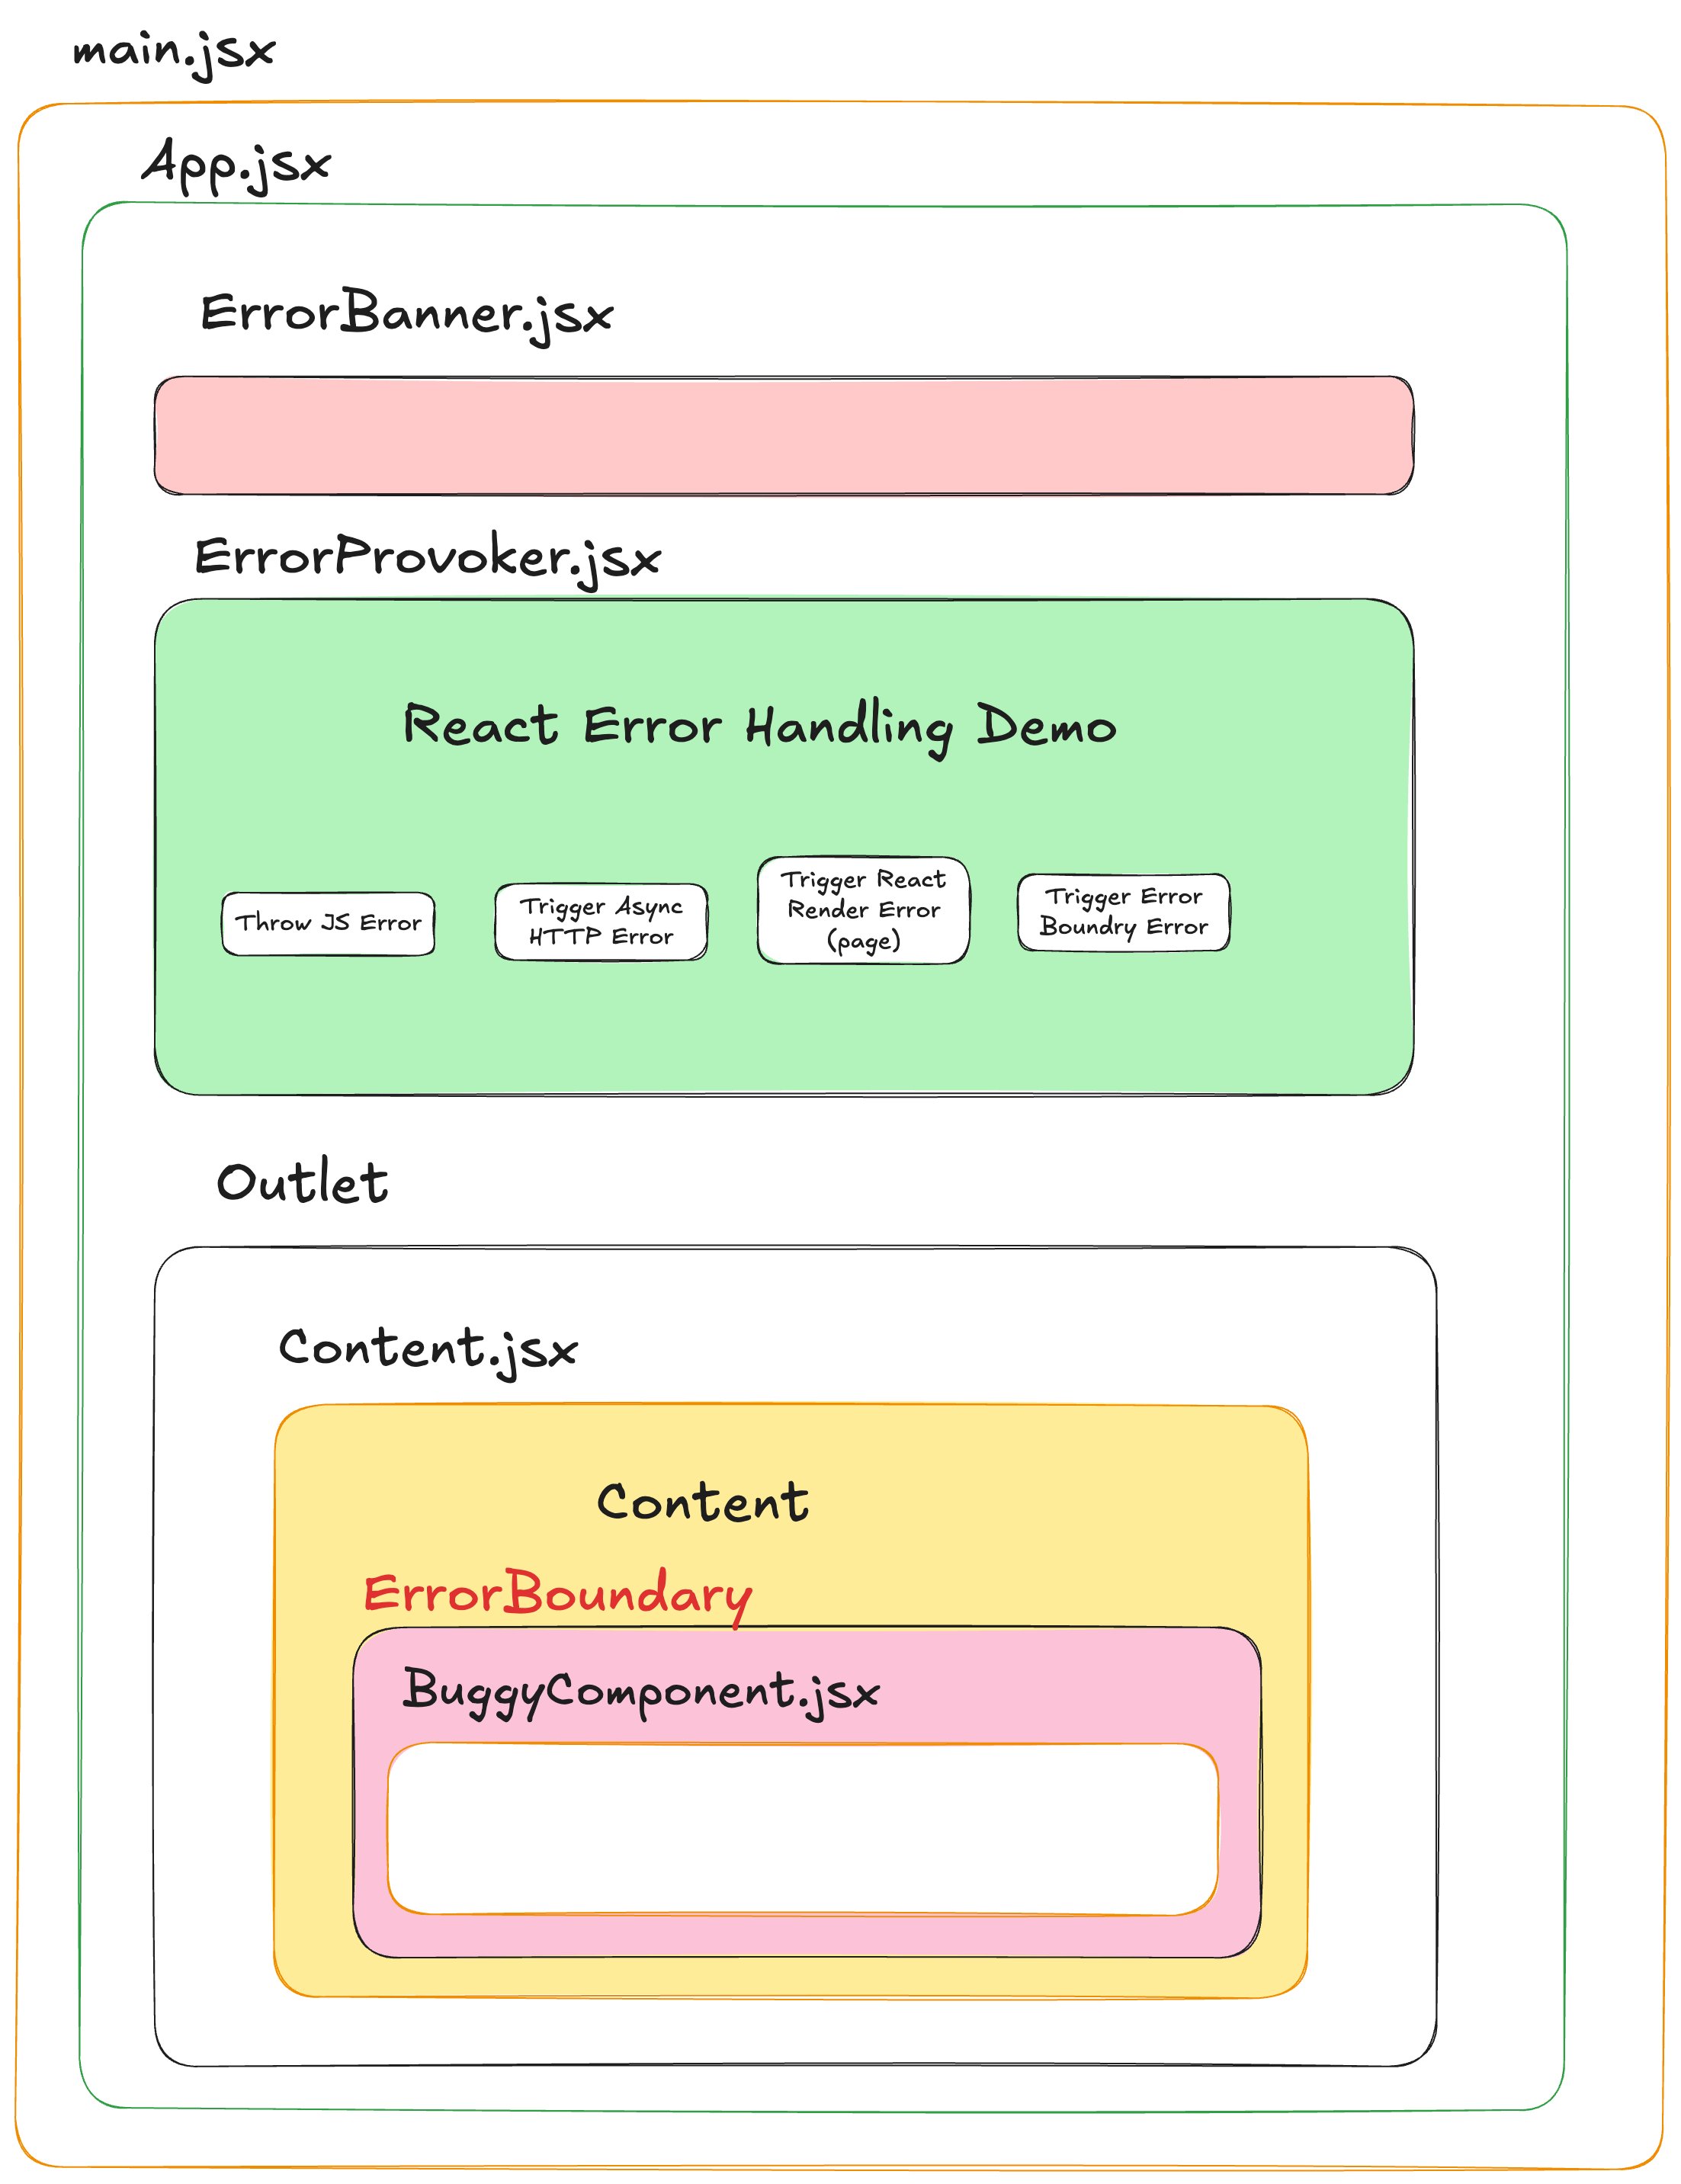 main.jsx
App.jsx
ErrorBanner.jsx
ErrorProvoker.jsx
React Error Handling Demo
Throw JS Error
Trigger Async
HTTP Error
Trigger React
Render Error
(page)
Trigger Error
Boundry Error
Outlet
Content.jsx
Content
ErrorBoundary
BuggyComponent.jsx